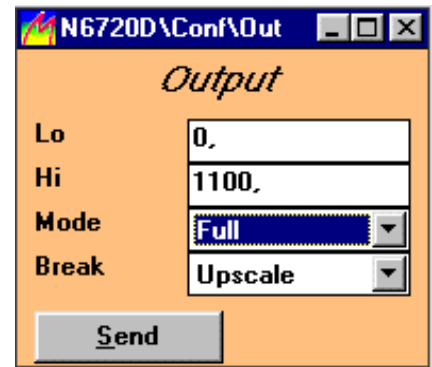 N6720D\Conf\Out
Output
Lo 0,
Hi 1100,
Mode Full
Break Upscale
Send